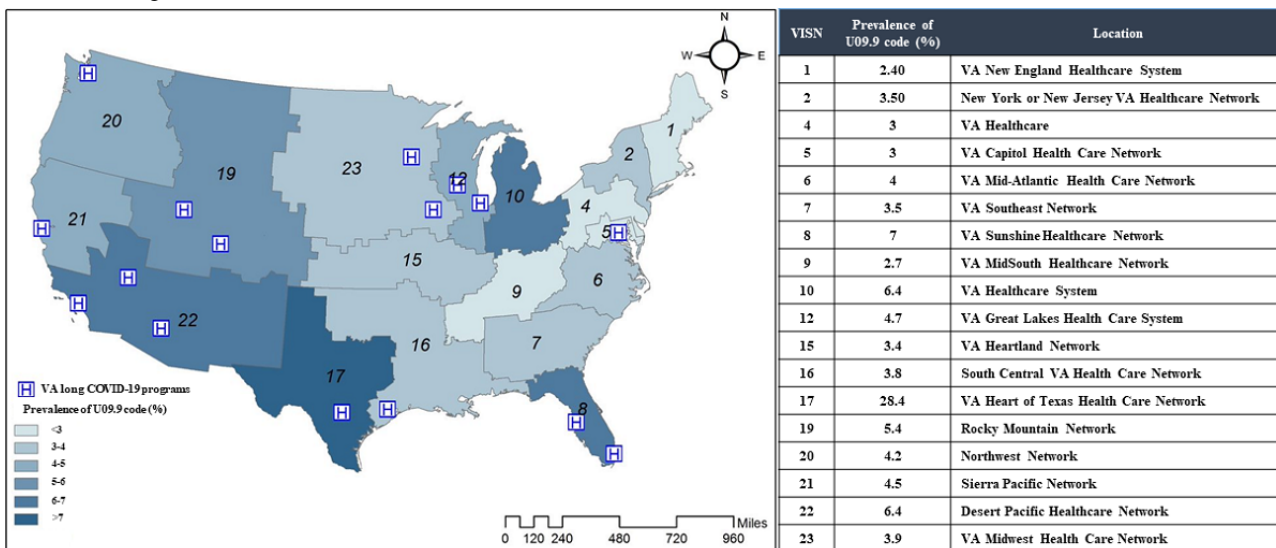 N
W E
S
20
19
23
12
10
2
1
4
5
21
15
9
6
22
16
7
17
8
VA long COVID-19 programs
Prevalence of U09.9 code (%)
<3
3-4
4-5
5-6
6-7
>7
Miles
0 120 240 480 720 960
VISN Prevalence of U09.9 code (%) Location
1 2.40 VA New England Healthcare System
2 3.50 New York or New Jersey VA Healthcare Network
4 3 VA Healthcare
5 3 VA Capitol Health Care Network
6 4 VA Mid-Atlantic Health Care Network
7 3.5 VA Southeast Network
8 7 VA Sunshine Healthcare Network
9 2.7 VA MidSouth Healthcare Network
10 6.4 VA Healthcare System
12 4.7 VA Great Lakes Health Care System
15 3.4 VA Heartland Network
16 3.8 South Central VA Health Care Network
17 28.4 VA Heart of Texas Health Care Network
19 5.4 Rocky Mountain Network
20 4.2 Northwest Network
21 4.5 Sierra Pacific Network
22 6.4 Desert Pacific Healthcare Network
23 3.9 VA Midwest Health Care Network